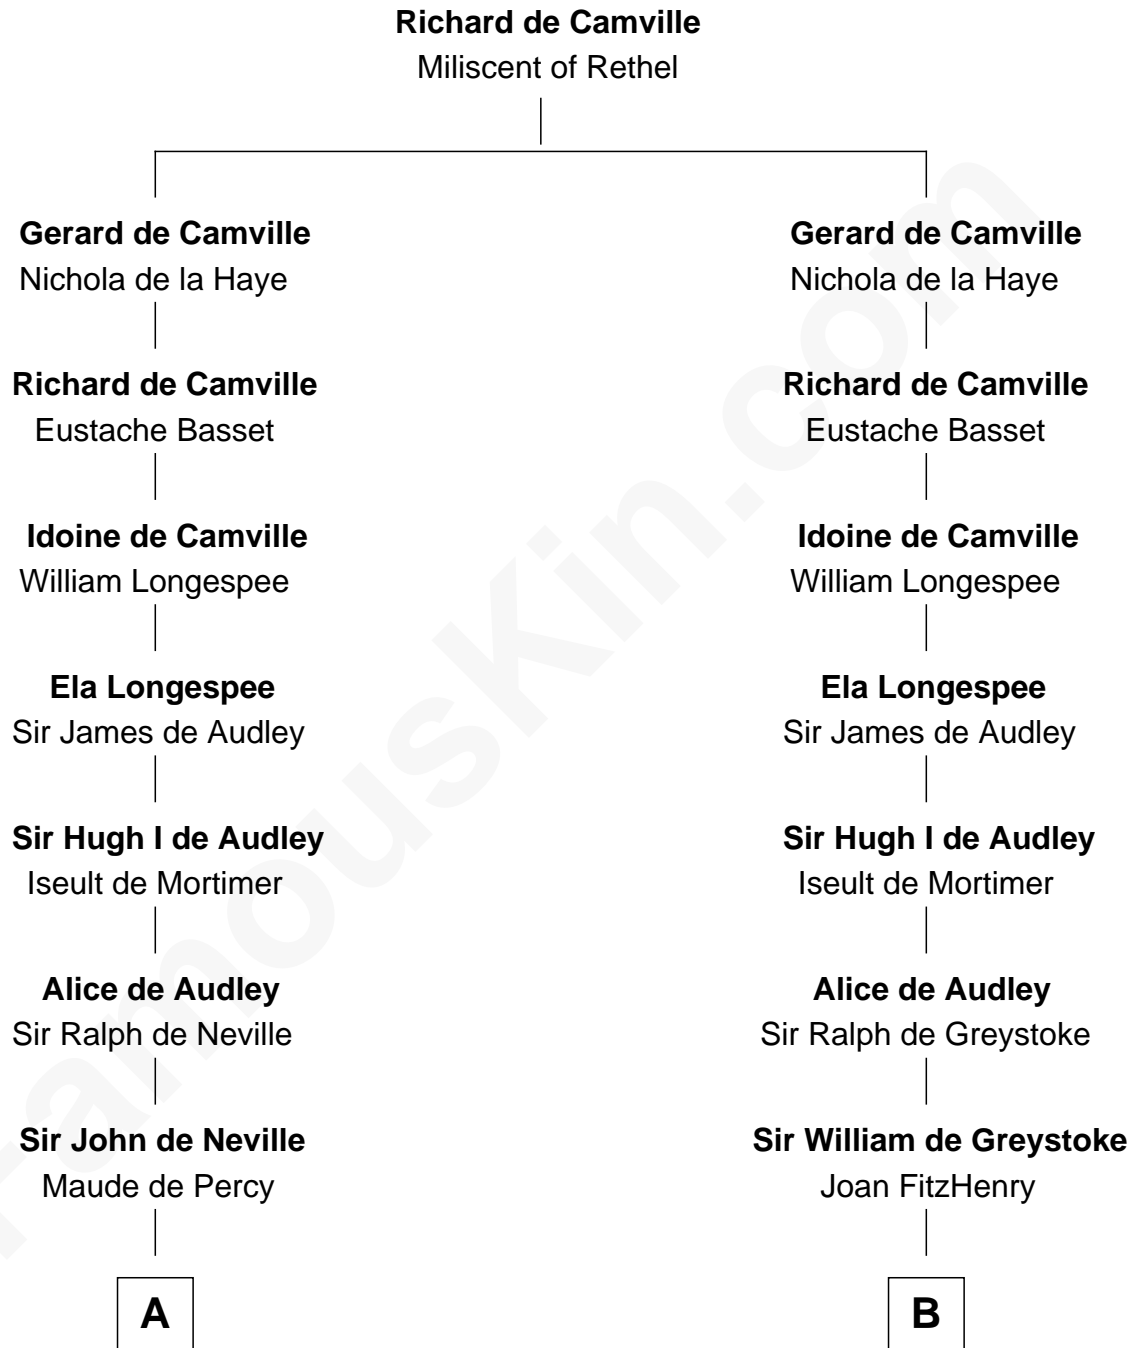 Richard de Camville
Miliscent of Rethel
Gerard de Camville
Nichola de la Haye
Richard de Camville
Eustache Basset
Idoine de Camville
William Longespee
Ela Longespee
Sir James de Audley
Sir Hugh I de Audley
Iseult de Mortimer
Alice de Audley
Sir Ralph de Neville
Sir John de Neville
Maude de Percy
A
Gerard de Camville
Nichola de la Haye
Richard de Camville
Eustache Basset
Idoine de Camville
William Longespee
Ela Longespee
Sir James de Audley
Sir Hugh I de Audley
Iseult de Mortimer
Alice de Audley
Sir Ralph de Greystoke
Sir William de Greystoke
Joan FitzHenry
B
FamousKin.com